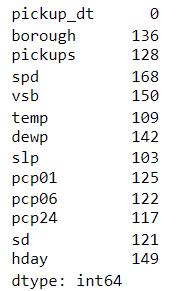 pickup_dt 0
borough 136
pickups 128
spd 168
vsb 150
temp 109
dewp 142
slp 103
pcp01 125
pcp06 122
pcp24 117
sd 121
hday 149
dtype: int64